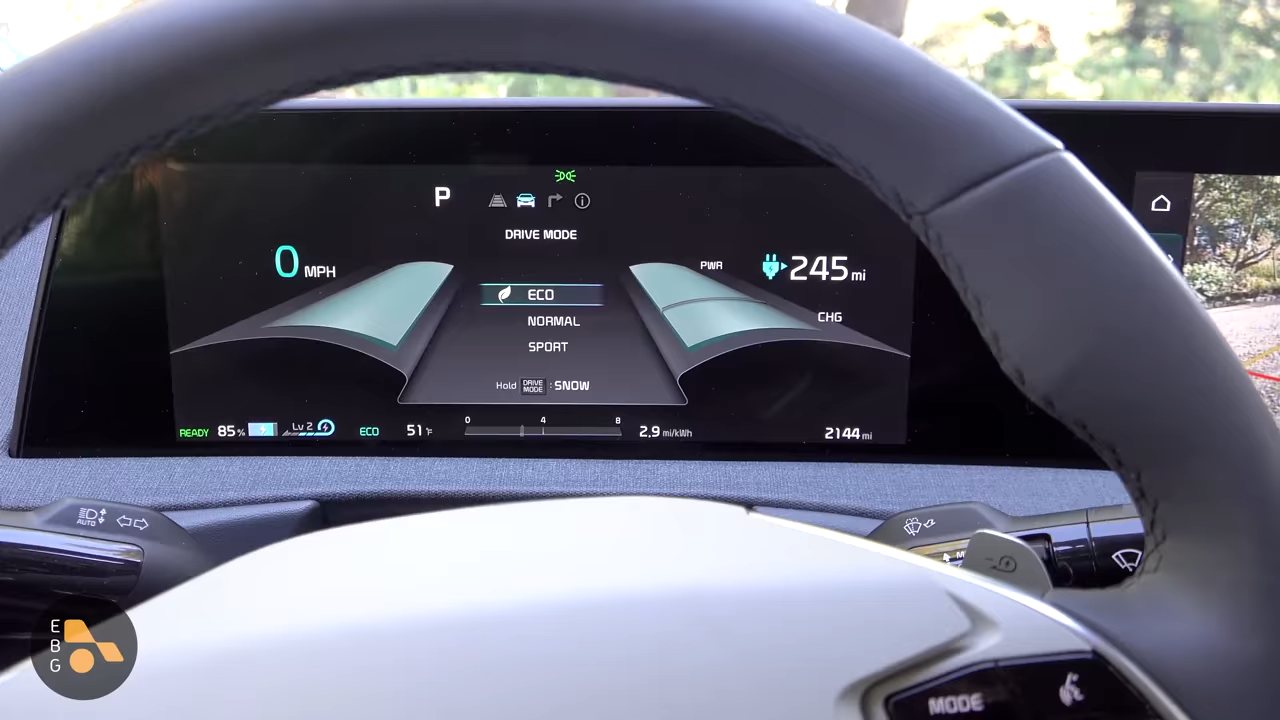 P
DRIVE MODE
0 MPH
PWR
245 mi
ECO
CHG
NORMAL
SPORT
Hold DRIVE MODE : SNOW
READY 85% Lv 2 ECO 51°F
0 4 8
2.9 mi/kWh
2144 mi
AUTO
M
MODE
E
B
G